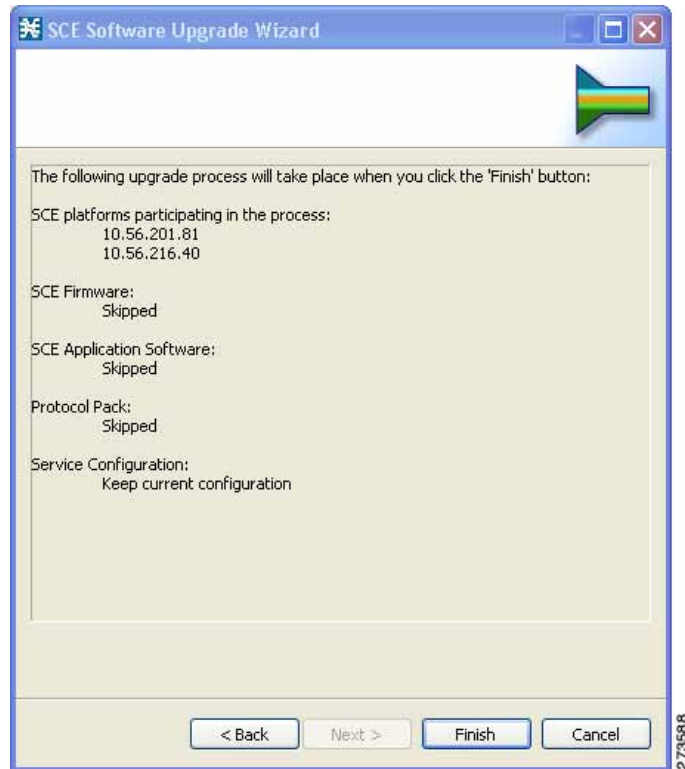 SCE Software Upgrade Wizard
The following upgrade process will take place when you click the 'Finish' button:
SCE platforms participating in the process:
10.56.201.81
10.56.216.40
SCE Firmware:
Skipped
SCE Application Software:
Skipped
Protocol Pack:
Skipped
Service Configuration:
Keep current configuration
< Back
Next >
Finish
Cancel
273588